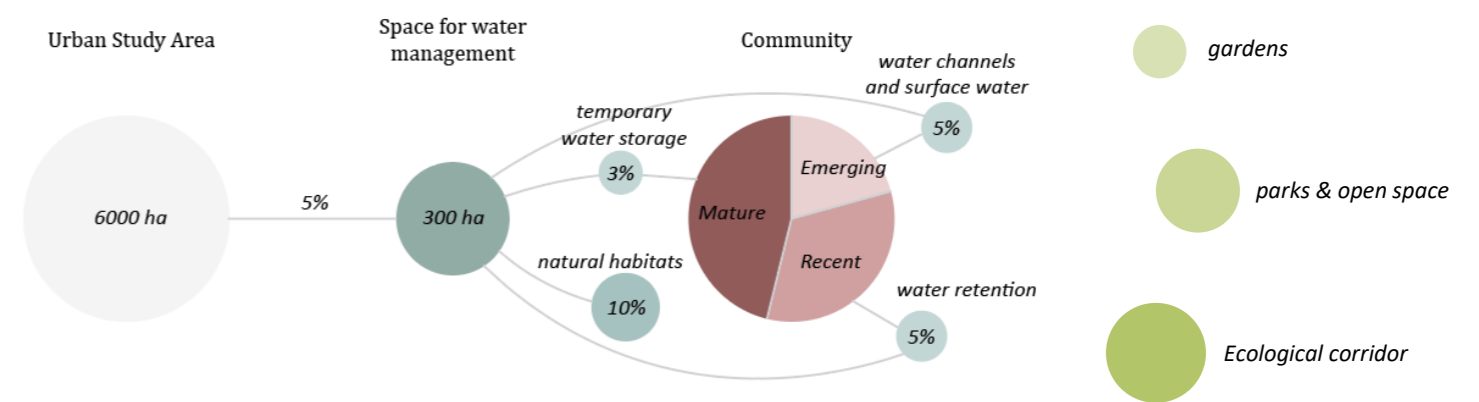 Urban Study Area
Space for water
management
Community
water channels
and surface water
gardens
temporary
water storage
5%
3%
Emerging
parks & open space
5%
6000 ha
300 ha
Mature
Recent
natural habitats
water retention
10%
5%
Ecological corridor